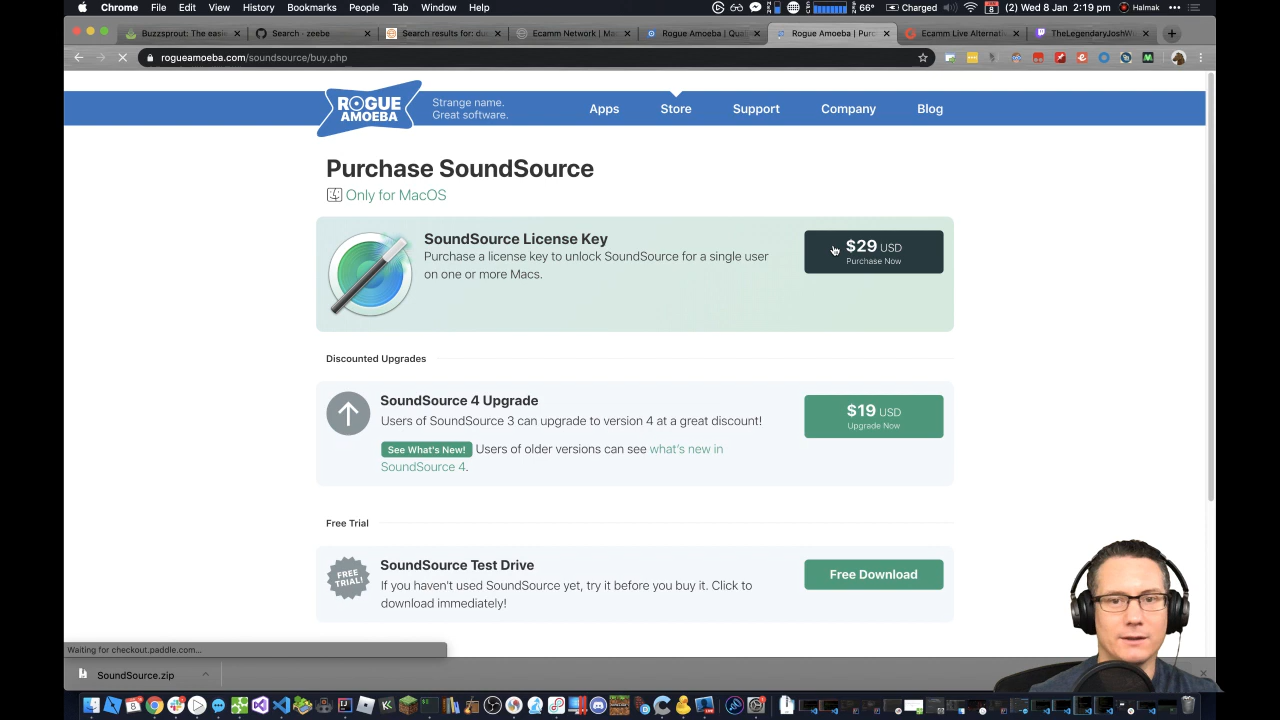 Chrome File Edit View History Bookmarks People Tab Window Help
66° Charged (2) Wed 8 Jan 2:19 pm Halmak
Buzzsprout: The easie
Search · zeebe
Search results for: du
Ecamm Network | Mac
Rogue Amoeba | Qua
Rogue Amoeba | Purc
Ecamm Live Alternati
TheLegendaryJoshW
rogueamoeba.com/soundsource/buy.php
ROGUE
AMOEBA
Strange name.
Great software.
Apps Store Support Company Blog
Purchase SoundSource
Only for MacOS
SoundSource License Key
Purchase a license key to unlock SoundSource for a single user
on one or more Macs.
$29 USD
Purchase Now
Discounted Upgrades
SoundSource 4 Upgrade
Users of SoundSource 3 can upgrade to version 4 at a great discount!
See What's New! Users of older versions can see what's new in
SoundSource 4.
$19 USD
Upgrade Now
Free Trial
FREE
TRIAL!
SoundSource Test Drive
If you haven't used SoundSource yet, try it before you buy it. Click to
download immediately!
Free Download
Waiting for checkout.paddle.com...
SoundSource.zip